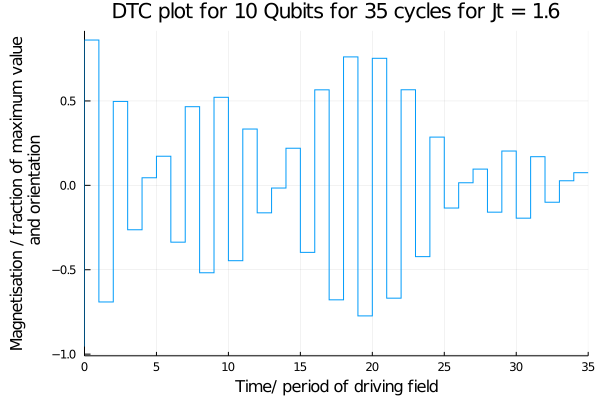 DTC plot for 10 Qubits for 35 cycles for Jt = 1.6
Magnetisation / fraction of maximum value
and orientation
0.5
0.0
−0.5
−1.0
0 5 10 15 20 25 30 35
Time/ period of driving field